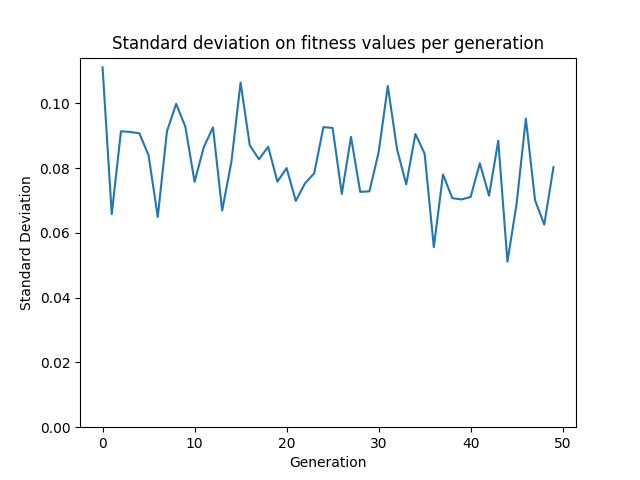 Standard deviation on fitness values per generation
0.10
0.08
0.06
0.04
0.02
0.00
Standard Deviation
0 10 20 30 40 50
Generation